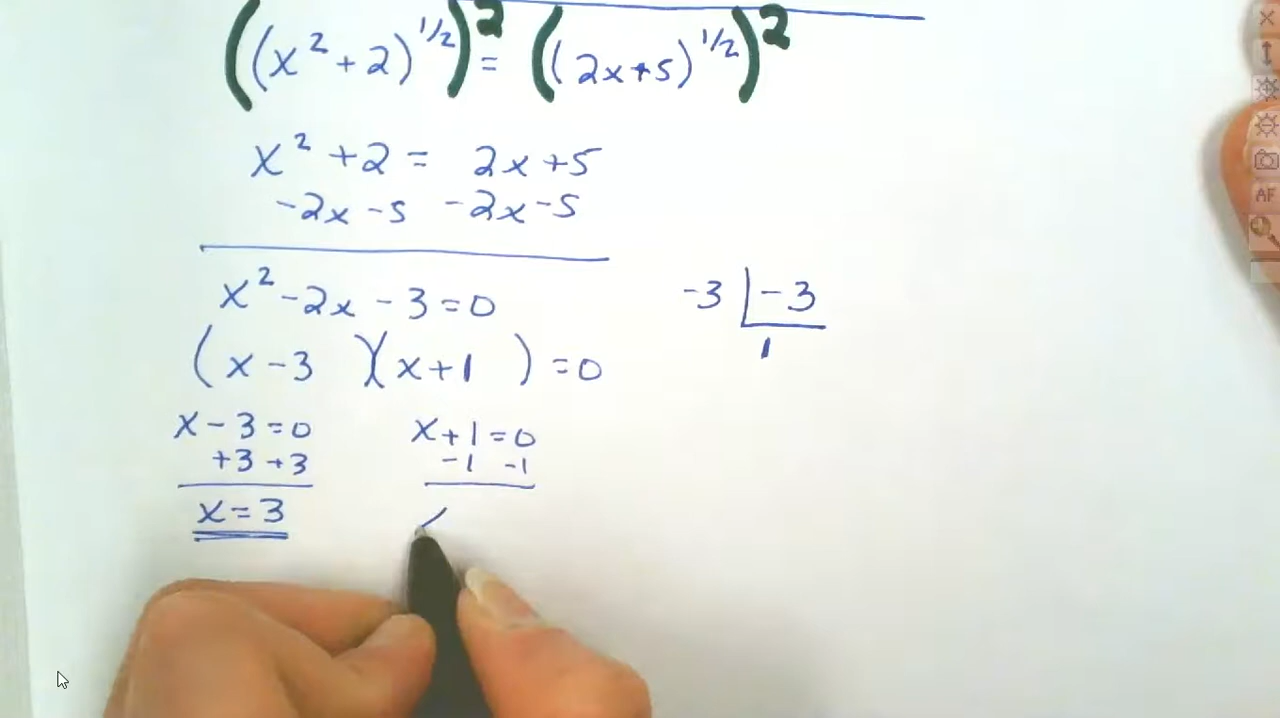 ((x²+2)^1/2)² = ((2x+5)^1/2)²
x² +2 = 2x+5
-2x -5 -2x-5
x² -2x -3 =0
-3 | -3
1
(x-3 )(x+1 ) =0
x-3=0 x+1=0
+3 +3 -1 -1
x=3
AF